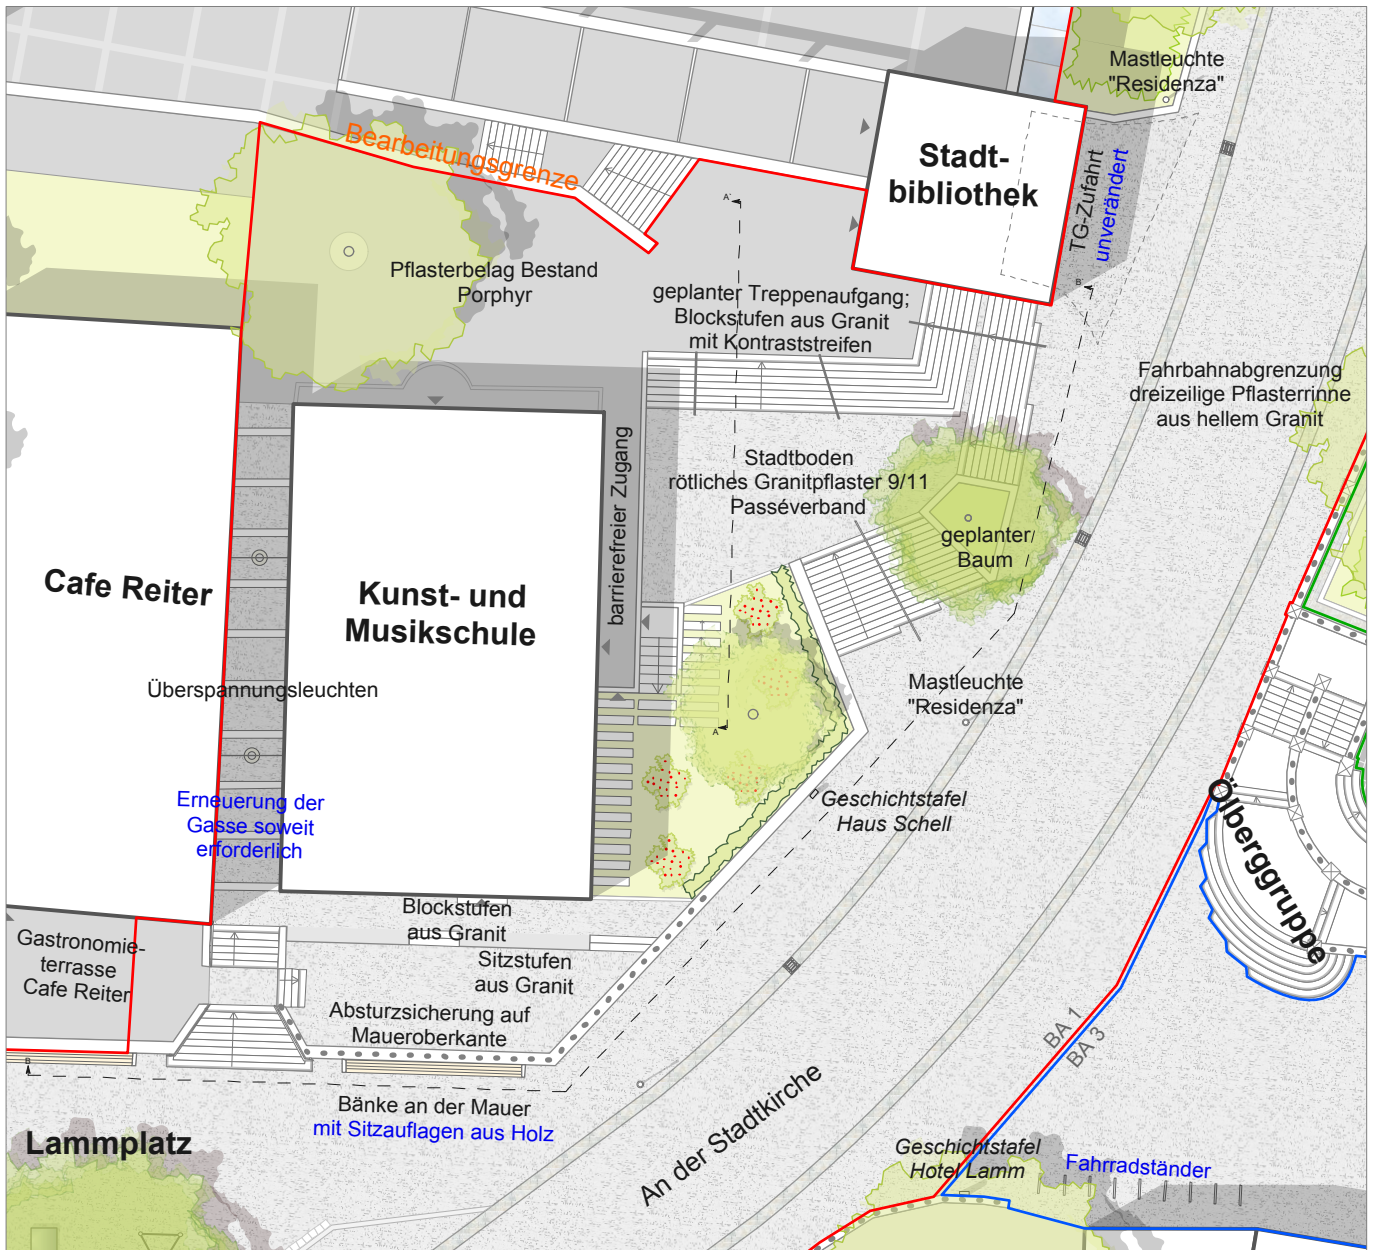 Mastleuchte
"Residenza"
Bearbeitungsgrenze
Stadt-
bibliothek
TG-Zufahrt
unverändert
A'
Pflasterbelag Bestand
Porphyr
geplanter Treppenaufgang;
Blockstufen aus Granit
mit Kontraststreifen
B'
Fahrbahnabgrenzung
dreizeilige Pflasterrinne
aus hellem Granit
barrierefreier Zugang
Stadtboden
rötliches Granitpflaster 9/11
Passéverband
geplanter
Baum
Cafe Reiter
Kunst- und
Musikschule
Überspannungsleuchten
Mastleuchte
"Residenza"
A
Erneuerung der
Gasse soweit
erforderlich
Geschichtstafel
Haus Schell
Ölberggruppe
Blockstufen
aus Granit
Gastronomie-
terrasse
Cafe Reiter
Sitzstufen
aus Granit
Absturzsicherung auf
Maueroberkante
BA 1
BA 3
B
Bänke an der Mauer
mit Sitzauflagen aus Holz
Lammplatz
An der Stadtkirche
Geschichtstafel
Hotel Lamm
Fahrradständer